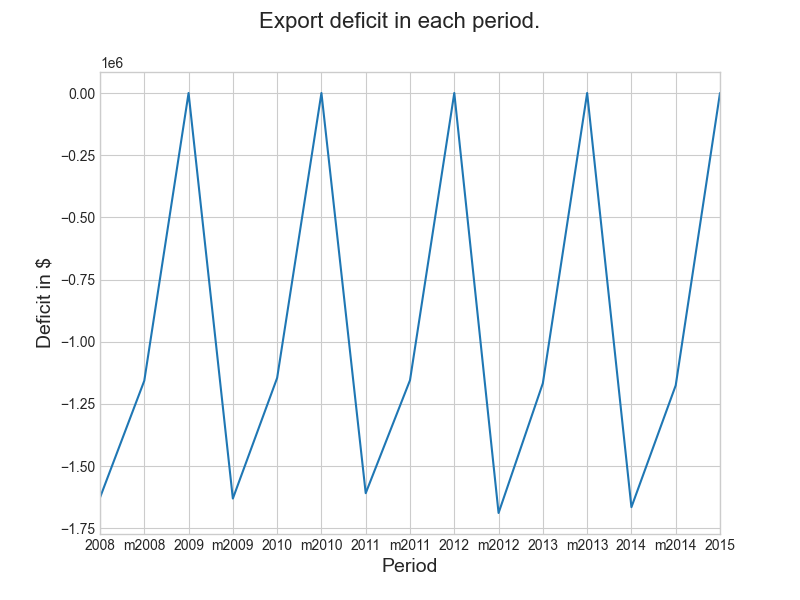 Export deficit in each period.
1e6
0.00
−0.25
−0.50
−0.75
−1.00
−1.25
−1.50
−1.75
Deficit in $
2008 m2008 2009 m2009 2010 m2010 2011 m2011 2012 m2012 2013 m2013 2014 m2014 2015
Period